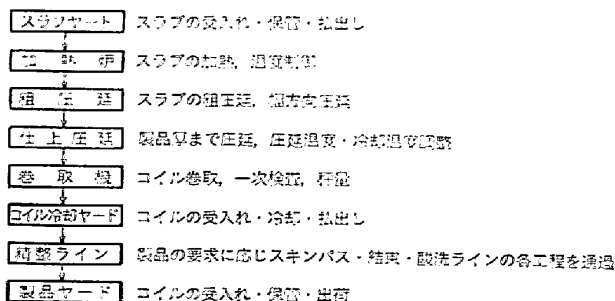 スラブヤード スラブの受入れ・保管・払出し
加熱炉 スラブの加熱, 温度制御
粗圧延 スラブの粗圧延, 幅方向圧延
仕上圧延 製品厚まで圧延, 圧延温度・冷却温度調整
巻取機 コイル巻取, 一次検査, 秤量
コイル冷却ヤード コイルの受入れ・冷却・払出し
精整ライン 製品の要求に応じスキンパス・結束・酸洗ラインの各工程を通過
製品ヤード コイルの受入れ・保管・出荷